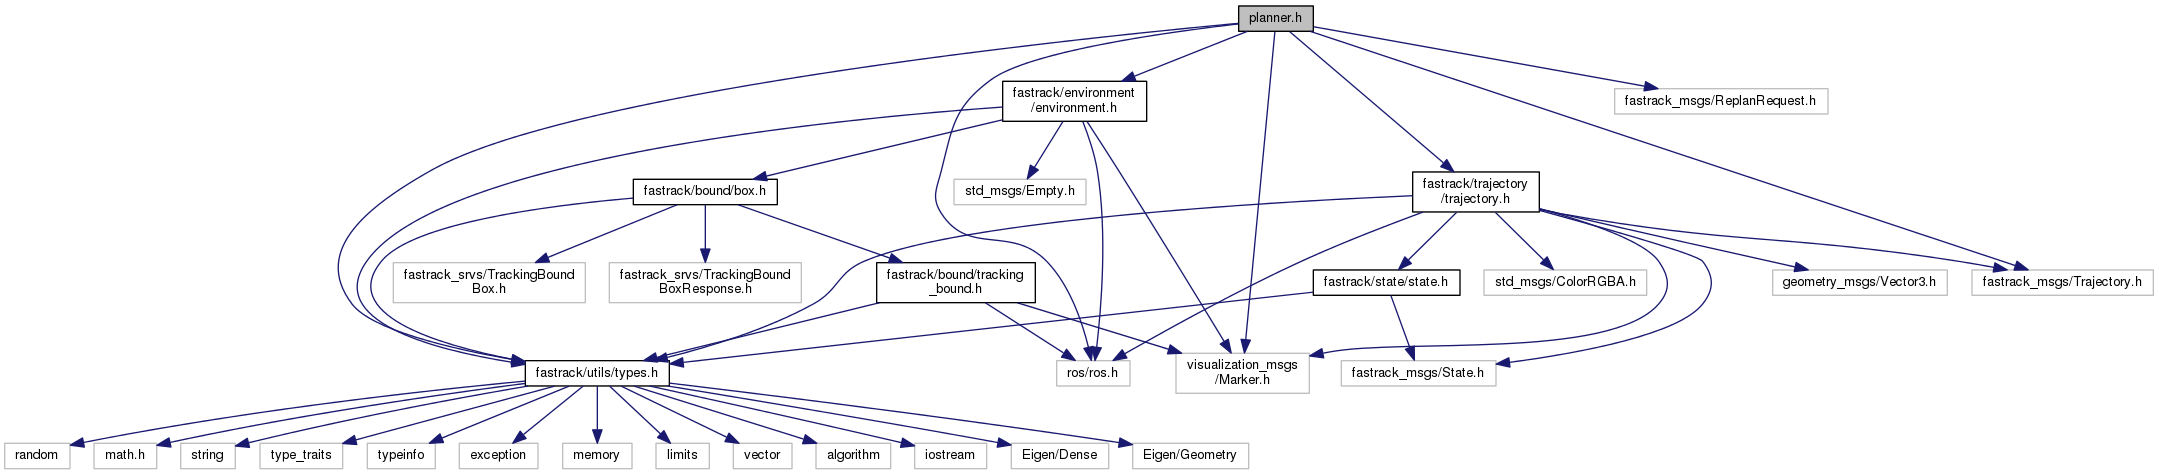 planner.h
fastrack/environment
/environment.h
fastrack_msgs/ReplanRequest.h
fastrack/bound/box.h
std_msgs/Empty.h
fastrack/trajectory
/trajectory.h
fastrack_srvs/TrackingBound
Box.h
fastrack_srvs/TrackingBound
BoxResponse.h
fastrack/bound/tracking
_bound.h
fastrack/state/state.h
std_msgs/ColorRGBA.h
geometry_msgs/Vector3.h
fastrack_msgs/Trajectory.h
fastrack/utils/types.h
ros/ros.h
visualization_msgs
/Marker.h
fastrack_msgs/State.h
random
math.h
string
type_traits
typeinfo
exception
memory
limits
vector
algorithm
iostream
Eigen/Dense
Eigen/Geometry